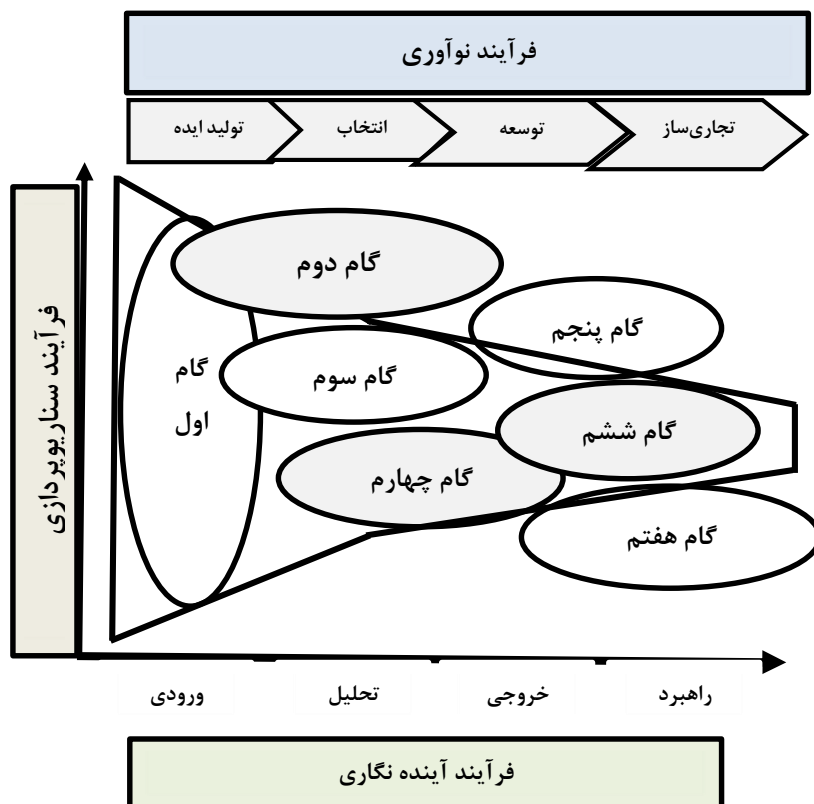 فرآیند نوآوری
تولید ایده
انتخاب
توسعه
تجاری‌ساز
فرآیند سناریوپردازی
گام
اول
گام دوم
گام سوم
گام چهارم
گام پنجم
گام ششم
گام هفتم
ورودی
تحلیل
خروجی
راهبرد
فرآیند آینده نگاری